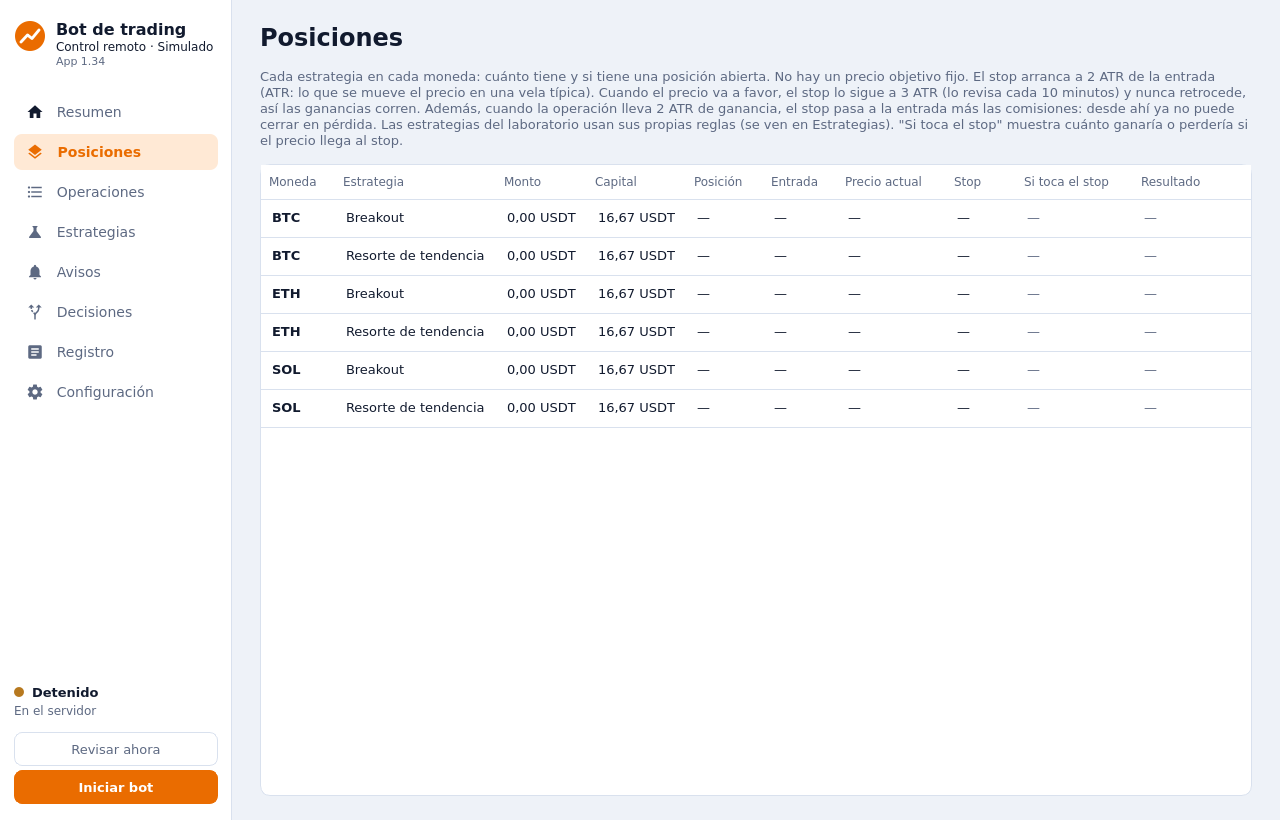 Bot de trading
Control remoto · Simulado
App 1.34
Resumen
Posiciones
Operaciones
Estrategias
Avisos
Decisiones
Registro
Configuración
Detenido
En el servidor
Revisar ahora
Iniciar bot
Posiciones
Cada estrategia en cada moneda: cuánto tiene y si tiene una posición abierta. No hay un precio objetivo fijo. El stop arranca a 2 ATR de la entrada
(ATR: lo que se mueve el precio en una vela típica). Cuando el precio va a favor, el stop lo sigue a 3 ATR (lo revisa cada 10 minutos) y nunca retrocede,
así las ganancias corren. Además, cuando la operación lleva 2 ATR de ganancia, el stop pasa a la entrada más las comisiones: desde ahí ya no puede
cerrar en pérdida. Las estrategias del laboratorio usan sus propias reglas (se ven en Estrategias). "Si toca el stop" muestra cuánto ganaría o perdería si
el precio llega al stop.
Moneda Estrategia Monto Capital Posición Entrada Precio actual Stop Si toca el stop Resultado
BTC Breakout 0,00 USDT 16,67 USDT — — — — — —
BTC Resorte de tendencia 0,00 USDT 16,67 USDT — — — — — —
ETH Breakout 0,00 USDT 16,67 USDT — — — — — —
ETH Resorte de tendencia 0,00 USDT 16,67 USDT — — — — — —
SOL Breakout 0,00 USDT 16,67 USDT — — — — — —
SOL Resorte de tendencia 0,00 USDT 16,67 USDT — — — — — —